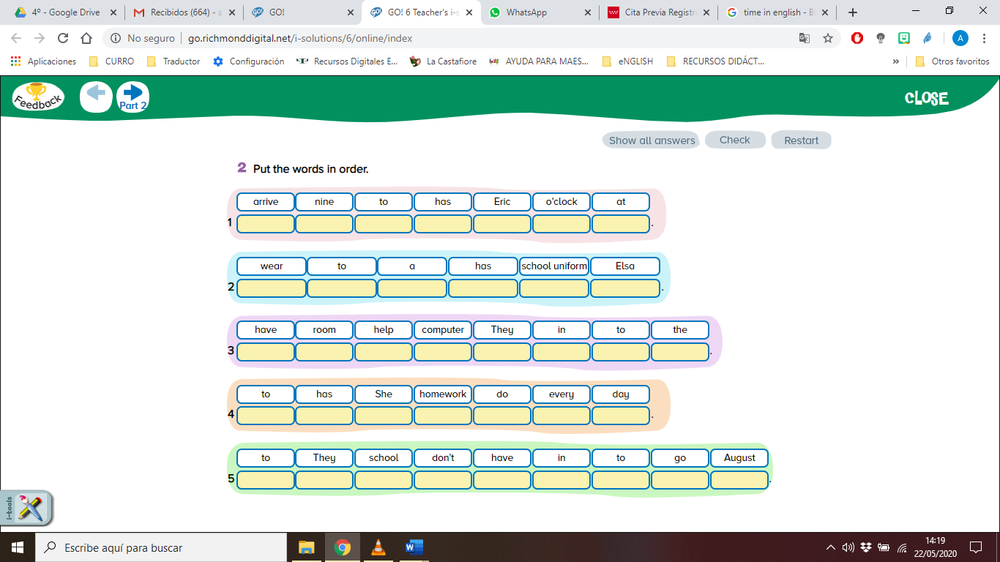 4º - Google Drive
Recibidos (664) - a
GO!
GO! 6 Teacher's i-s
WhatsApp
Cita Previa Registr
time in english - B
No seguro
go.richmonddigital.net/i-solutions/6/online/index
A
Aplicaciones
CURRO
Traductor
Configuración
Recursos Digitales E...
La Castafiore
AYUDA PARA MAES...
eNGLISH
RECURSOS DIDÁCT...
»
Otros favoritos
Feedback
Part 2
CLOSE
Show all answers
Check
Restart
2 Put the words in order.
arrive nine to has Eric o'clock at
1 .
wear to a has school uniform Elsa
2 .
have room help computer They in to the
3 .
to has She homework do every day
4 .
to They school don't have in to go August
5 .
i-tools
Escribe aquí para buscar
14:19
22/05/2020